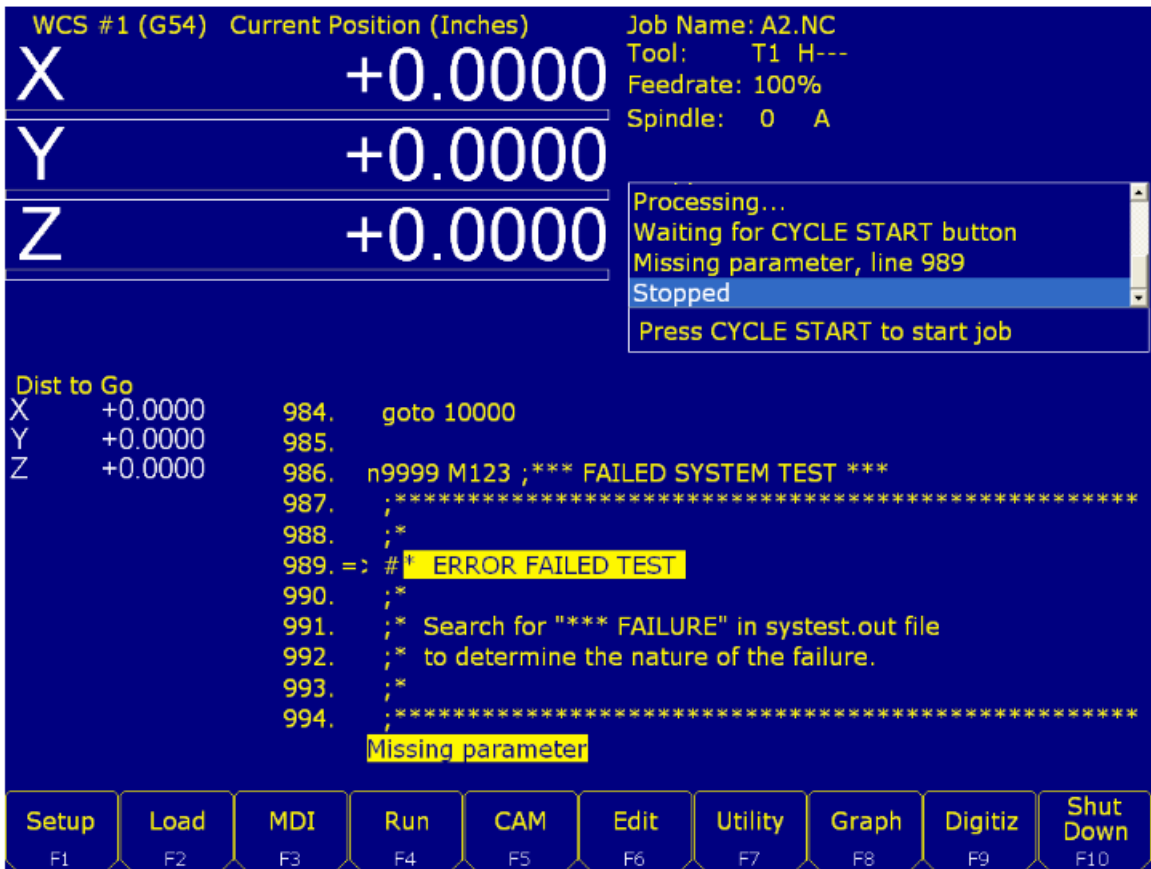 WCS #1 (G54) Current Position (Inches)
X +0.0000
Y +0.0000
Z +0.0000
Job Name: A2.NC
Tool: T1 H---
Feedrate: 100%
Spindle: 0 A
Processing...
Waiting for CYCLE START button
Missing parameter, line 989
Stopped
Press CYCLE START to start job
Dist to Go
X +0.0000
Y +0.0000
Z +0.0000
984. goto 10000
985.
986. n9999 M123 ;*** FAILED SYSTEM TEST ***
987. ;***************************************************
988. ;*
989. => #* ERROR FAILED TEST
990. ;*
991. ;* Search for "*** FAILURE" in systest.out file
992. ;* to determine the nature of the failure.
993. ;*
994. ;***************************************************
Missing parameter
Setup F1
Load F2
MDI F3
Run F4
CAM F5
Edit F6
Utility F7
Graph F8
Digitiz F9
Shut Down F10